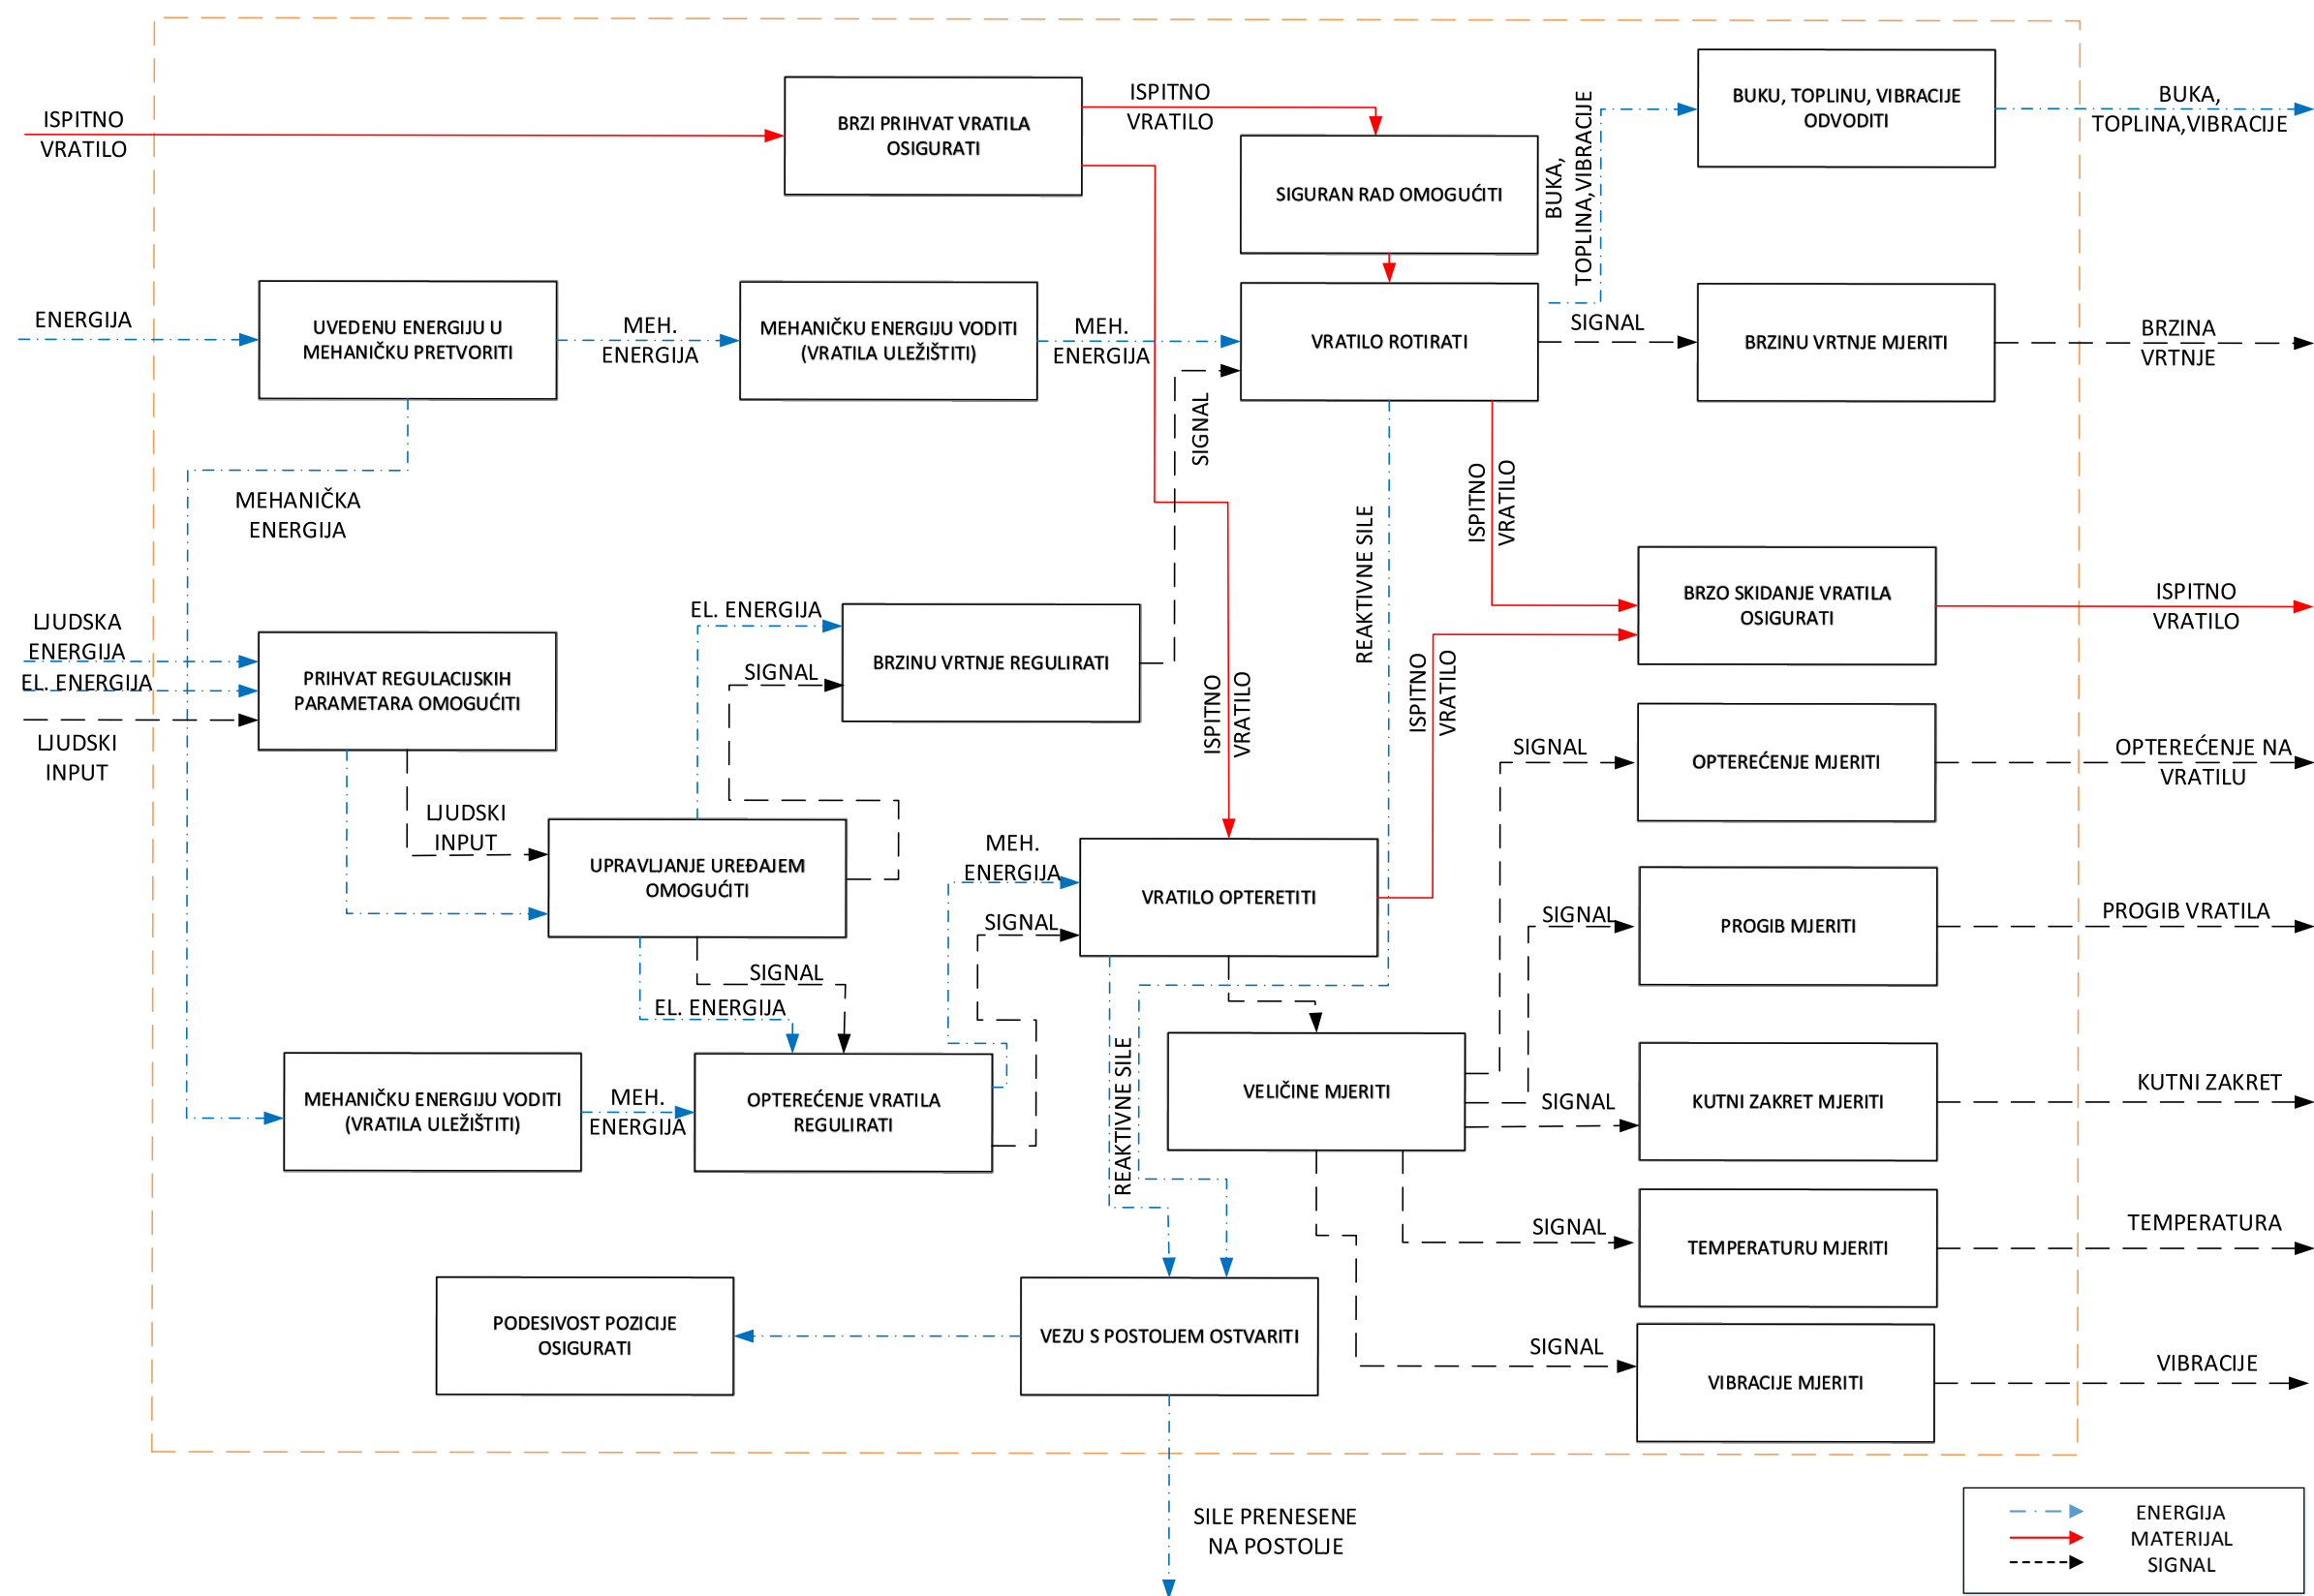 ISPITNO
VRATILO
BRZI PRIHVAT VRATILA
OSIGURATI
ISPITNO
VRATILO
SIGURAN RAD OMOGUĆITI
BUKA,
TOPLINA,VIBRACIJE
BUKU, TOPLINU, VIBRACIJE
ODVODITI
BUKA,
TOPLINA,VIBRACIJE
ENERGIJA
UVEDENU ENERGIJU U
MEHANIČKU PRETVORITI
MEH.
ENERGIJA
MEHANIČKU ENERGIJU VODITI
(VRATILA ULEŽIŠTITI)
MEH.
ENERGIJA
VRATILO ROTIRATI
SIGNAL
BRZINU VRTNJE MJERITI
BRZINA
VRTNJE
SIGNAL
MEHANIČKA
ENERGIJA
REAKTIVNE SILE
ISPITNO
VRATILO
LJUDSKA
ENERGIJA
EL. ENERGIJA
LJUDSKI
INPUT
PRIHVAT REGULACIJSKIH
PARAMETARA OMOGUĆITI
EL. ENERGIJA
SIGNAL
BRZINU VRTNJE REGULIRATI
ISPITNO
VRATILO
ISPITNO
VRATILO
BRZO SKIDANJE VRATILA
OSIGURATI
ISPITNO
VRATILO
SIGNAL
OPTEREĆENJE MJERITI
OPTEREĆENJE NA
VRATILU
LJUDSKI
INPUT
UPRAVLJANJE UREĐAJEM
OMOGUĆITI
MEH.
ENERGIJA
SIGNAL
VRATILO OPTERETITI
SIGNAL
PROGIB MJERITI
PROGIB VRATILA
SIGNAL
EL. ENERGIJA
MEHANIČKU ENERGIJU VODITI
(VRATILA ULEŽIŠTITI)
MEH.
ENERGIJA
OPTEREĆENJE VRATILA
REGULIRATI
REAKTIVNE SILE
VELIČINE MJERITI
SIGNAL
KUTNI ZAKRET MJERITI
KUTNI ZAKRET
SIGNAL
TEMPERATURU MJERITI
TEMPERATURA
PODESIVOST POZICIJE
OSIGURATI
VEZU S POSTOLJEM OSTVARITI
SIGNAL
VIBRACIJE MJERITI
VIBRACIJE
SILE PRENESENE
NA POSTOLJE
ENERGIJA
MATERIJAL
SIGNAL